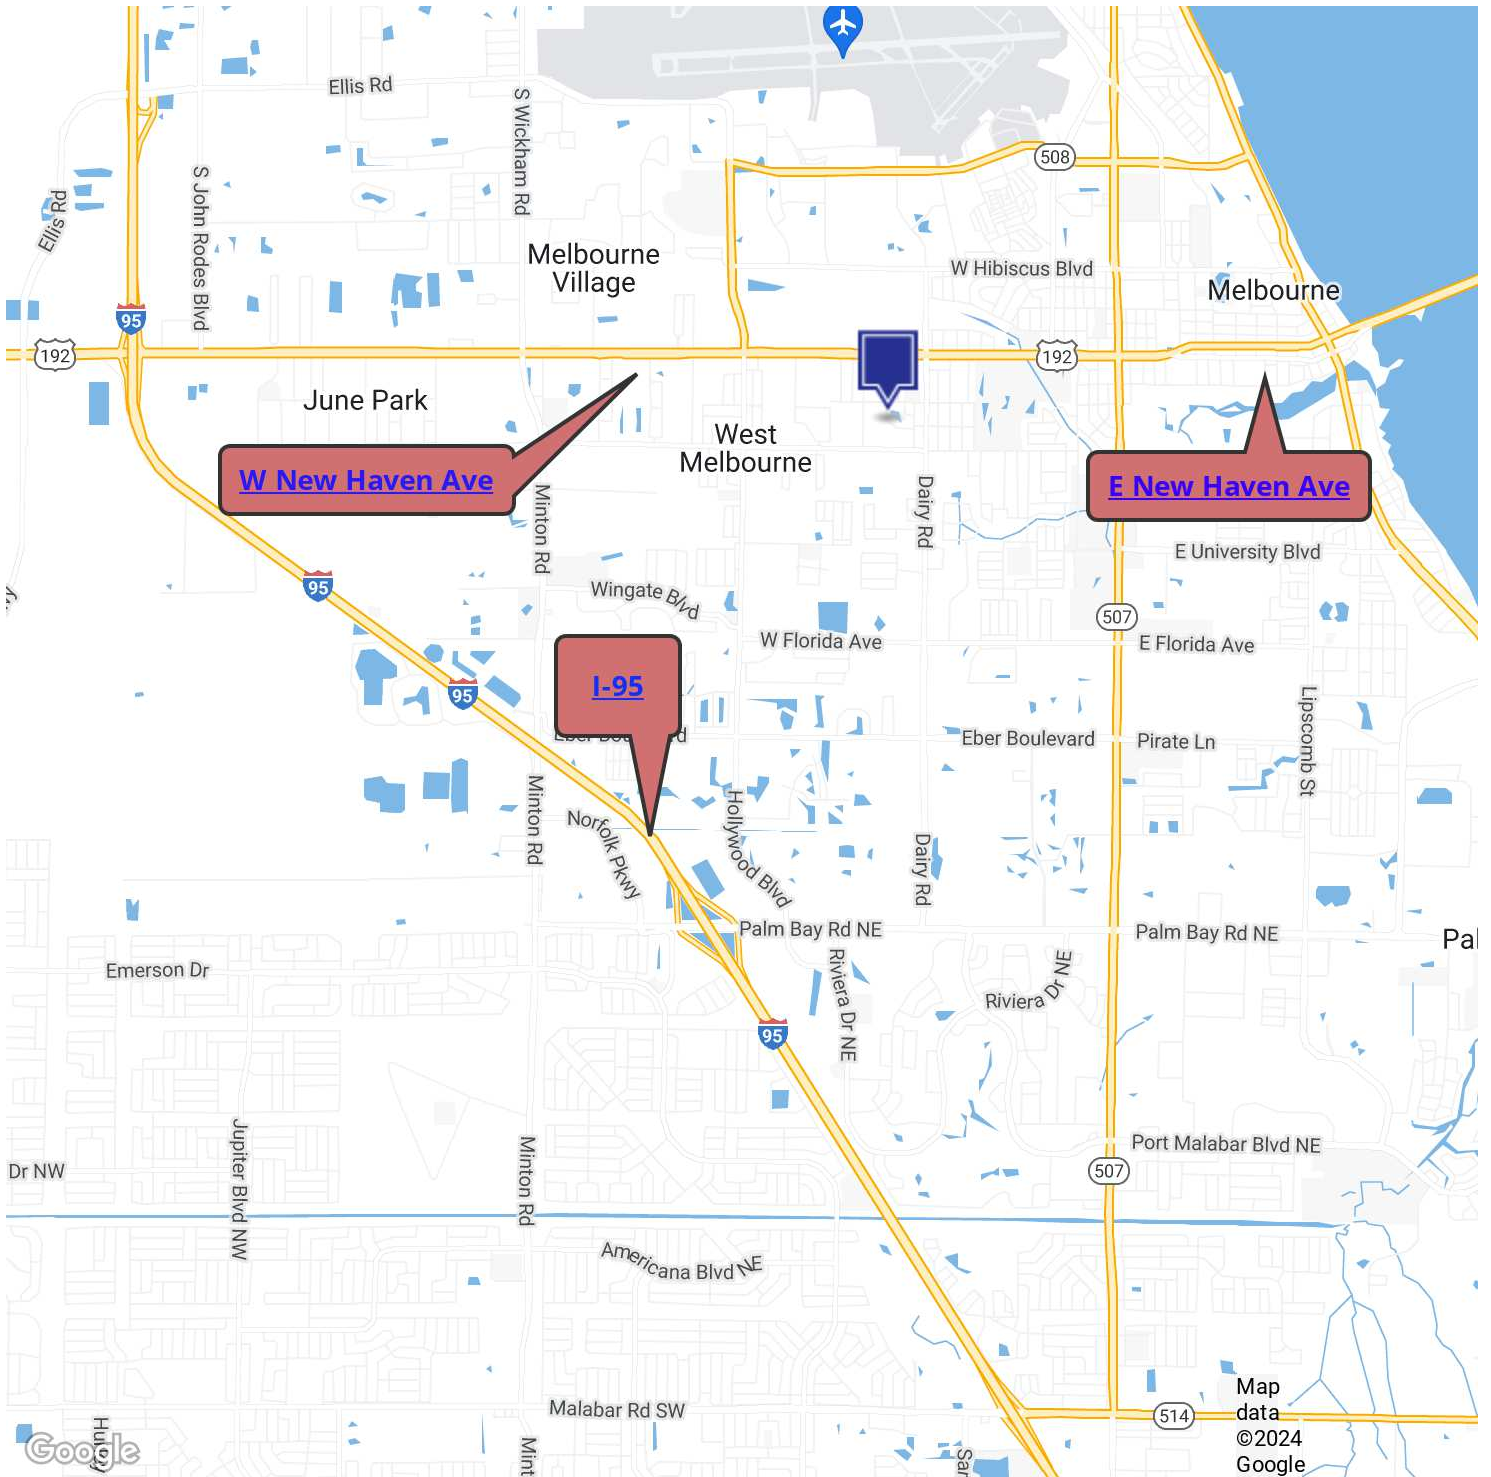 Ellis Rd
S Wickham Rd
508
S John Rodes Blvd
Ellis Rd
Melbourne
Village
W Hibiscus Blvd
Melbourne
95
192
192
June Park
West
Melbourne
W New Haven Ave
E New Haven Ave
Minton Rd
Dairy Rd
E University Blvd
95
Wingate Blvd
507
W Florida Ave
E Florida Ave
I-95
95
Lipscomb St
Eber Boulevard
Pirate Ln
Minton Rd
Norfolk Pkwy
Hollywood Blvd
Dairy Rd
Palm Bay Rd NE
Palm Bay Rd NE
Pal
Emerson Dr
Riviera Dr NE
Riviera Dr NE
95
Jupiter Blvd NW
Minton Rd
Port Malabar Blvd NE
Dr NW
507
Americana Blvd NE
Malabar Rd SW
514
Map
data
©2024
Google
Google
Mint
Sar